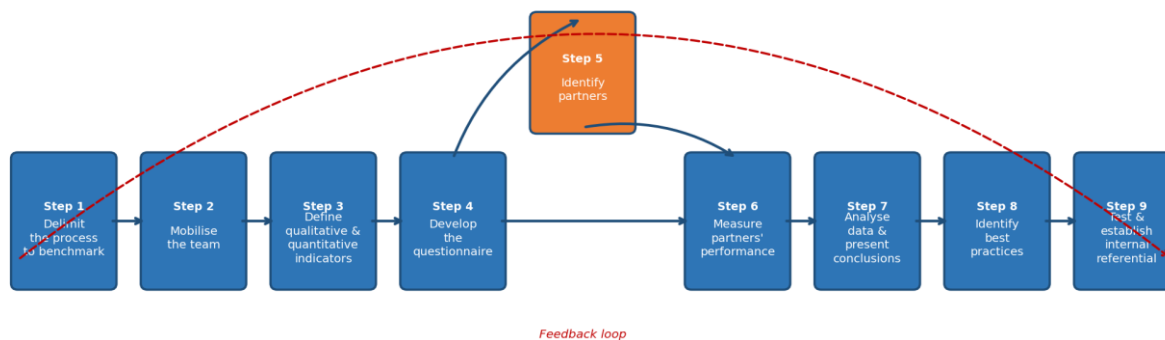 Step 5
Identify
partners
Step 1
Delimit
the process
to benchmark
Step 2
Mobilise
the team
Step 3
Define
qualitative &
quantitative
indicators
Step 4
Develop
the
questionnaire
Step 6
Measure
partners'
performance
Step 7
Analyse
data &
present
conclusions
Step 8
Identify
best
practices
Step 9
Test &
establish
internal
referential
Feedback loop